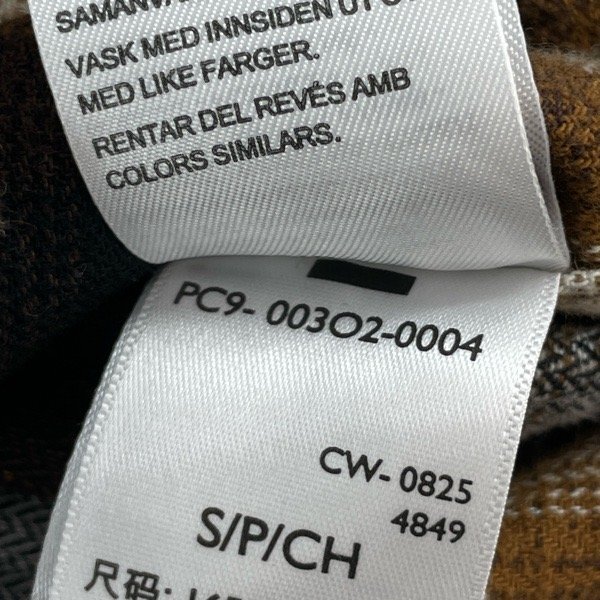 VASK MED INNSIDEN UT
MED LIKE FARGER.
RENTAR DEL REVÉS AMB
COLORS SIMILARS.
PC9- 003O2-0004
CW- 0825
4849
S/P/CH
尺码: